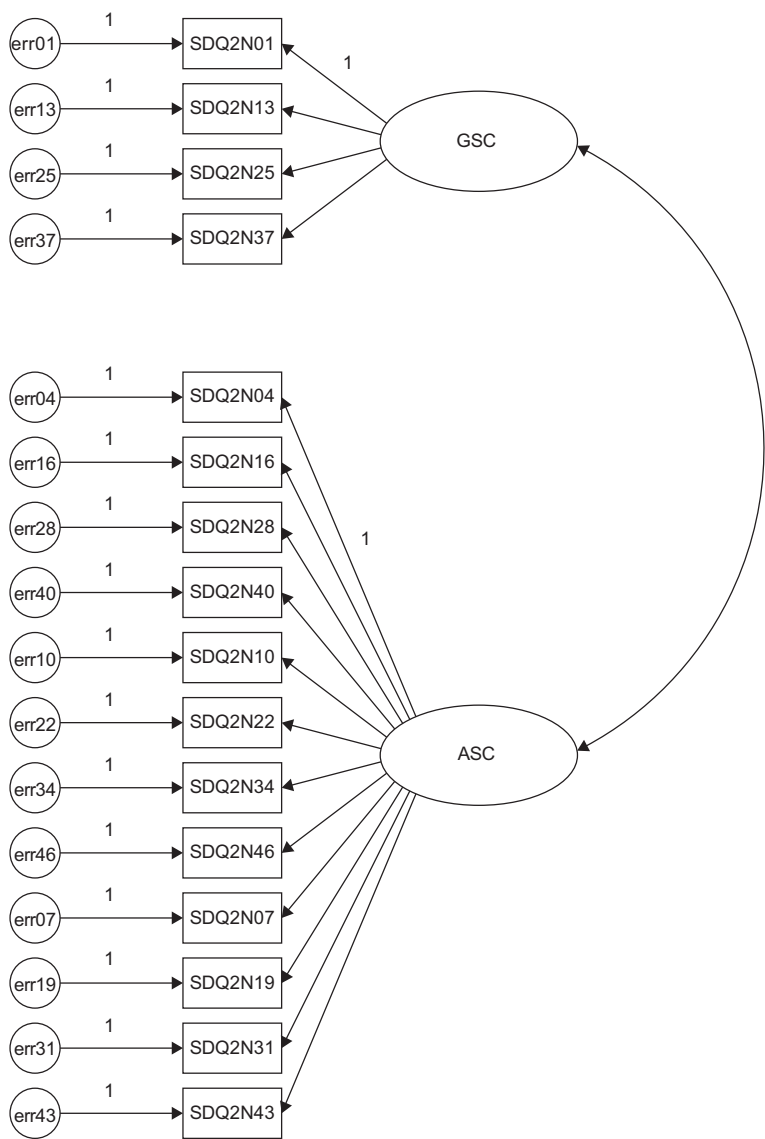 1
err01 SDQ2N01
1
1
err13 SDQ2N13
GSC
1
err25 SDQ2N25
1
err37 SDQ2N37
1
err04 SDQ2N04
1
err16 SDQ2N16
1
err28 SDQ2N28
1
1
err40 SDQ2N40
1
err10 SDQ2N10
1
err22 SDQ2N22
ASC
1
err34 SDQ2N34
1
err46 SDQ2N46
1
err07 SDQ2N07
1
err19 SDQ2N19
1
err31 SDQ2N31
1
err43 SDQ2N43